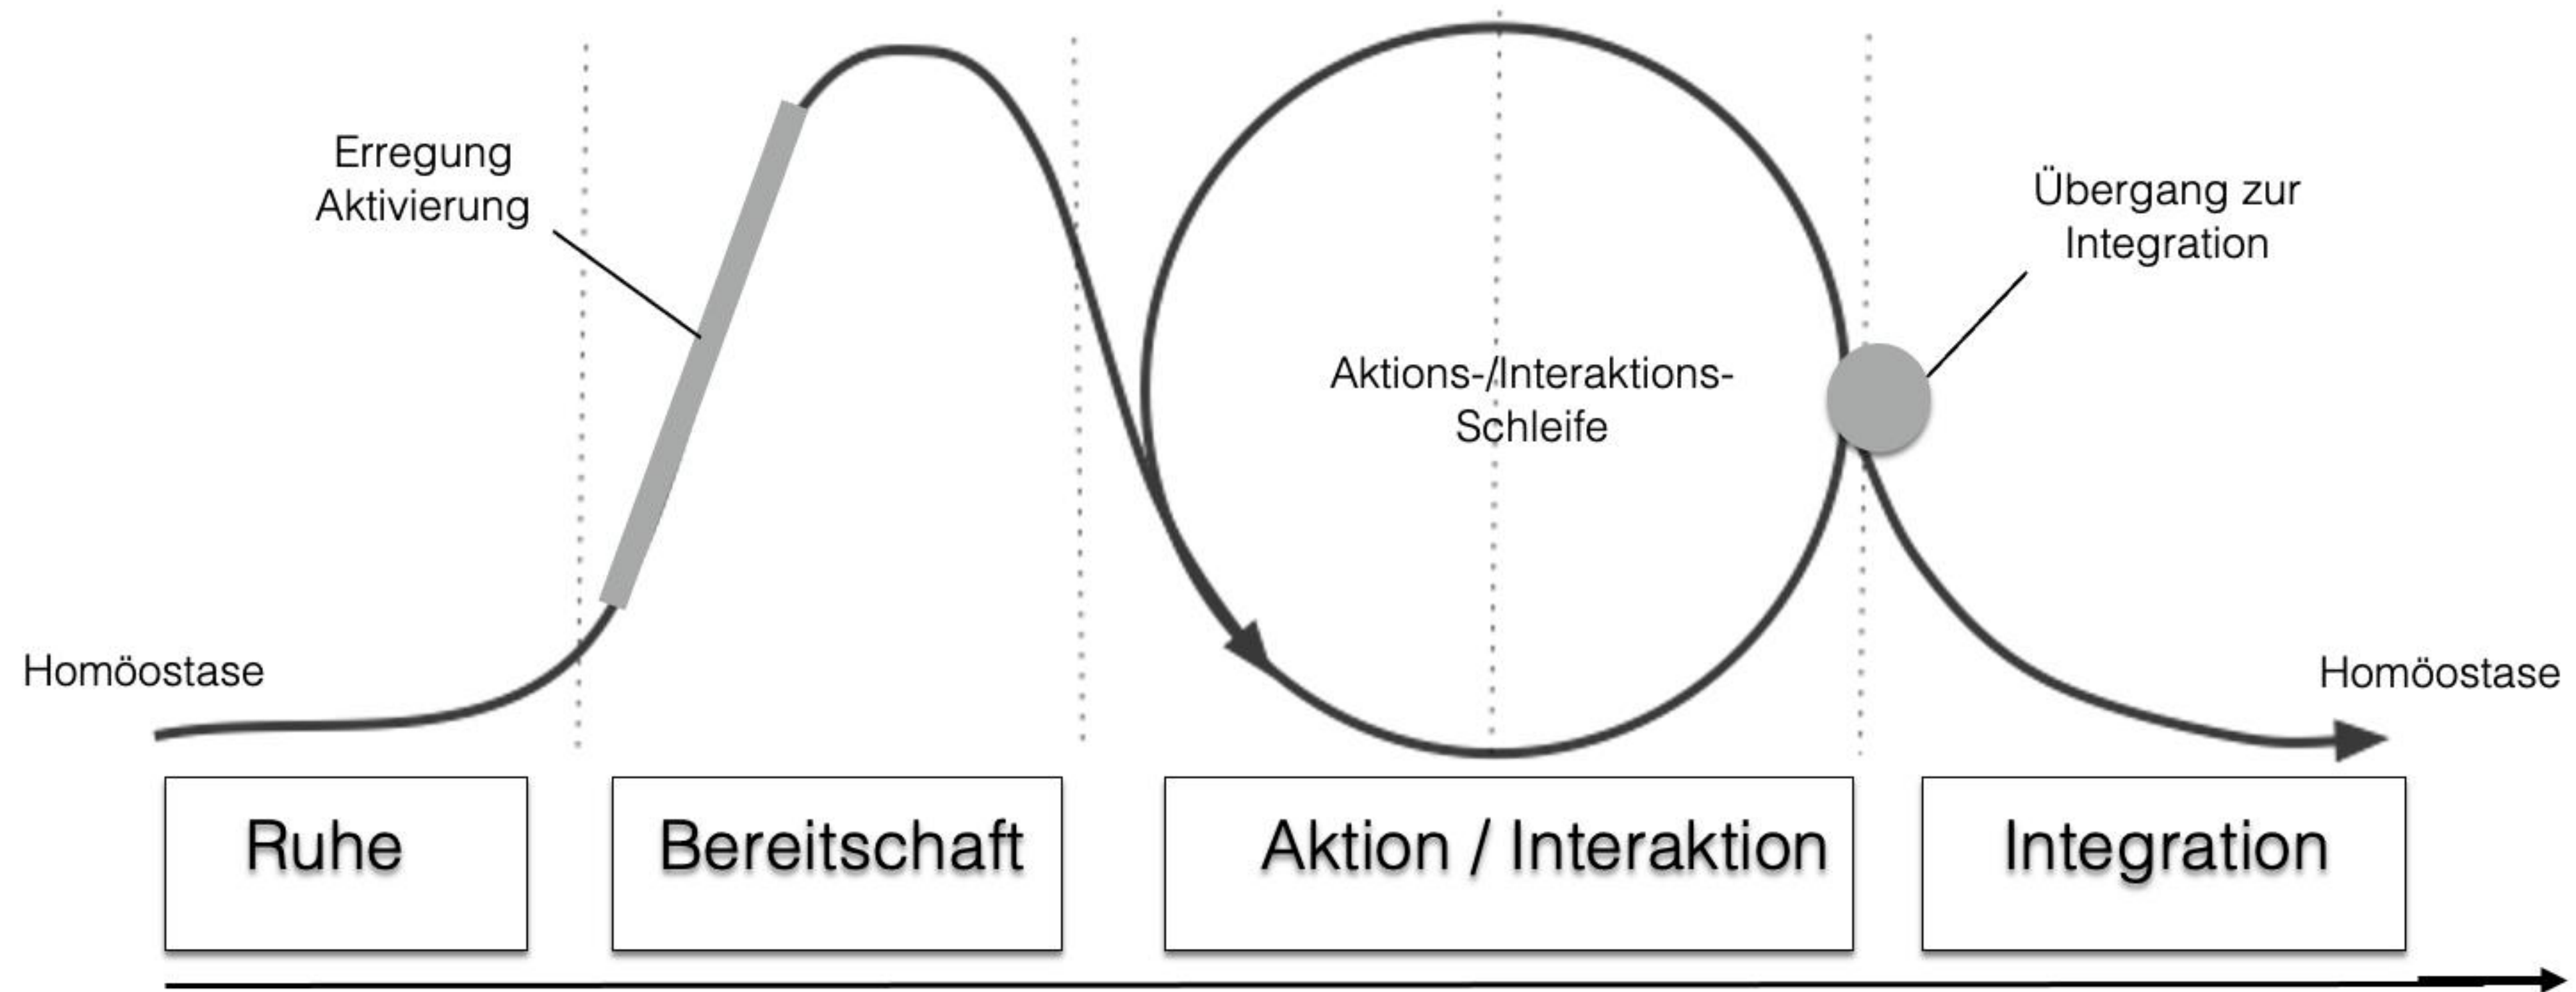 Erregung
Aktivierung
Übergang zur
Integration
Aktions-/Interaktions-
Schleife
Homöostase
Homöostase
Ruhe
Bereitschaft
Aktion / Interaktion
Integration